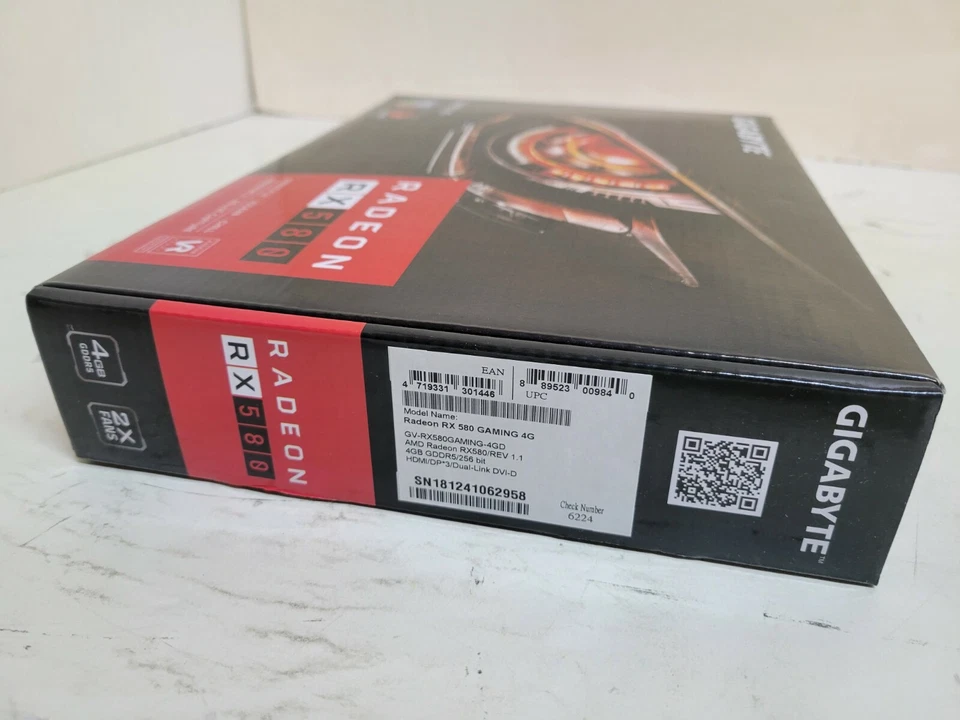 GIGABYTE
RADEON
RX 580
VR
4GB
GDDR5
2X
FANS
RADEON
RX 580
EAN
4 719331 301446
UPC
8 89523 00984 0
Model Name:
Radeon RX 580 GAMING 4G
GV-RX580GAMING-4GD
AMD Radeon RX580/REV 1.1
4GB GDDR5/256 bit
HDMI/DP*3/Dual-Link DVI-D
SN181241062958
Check Number
6224
GIGABYTE™